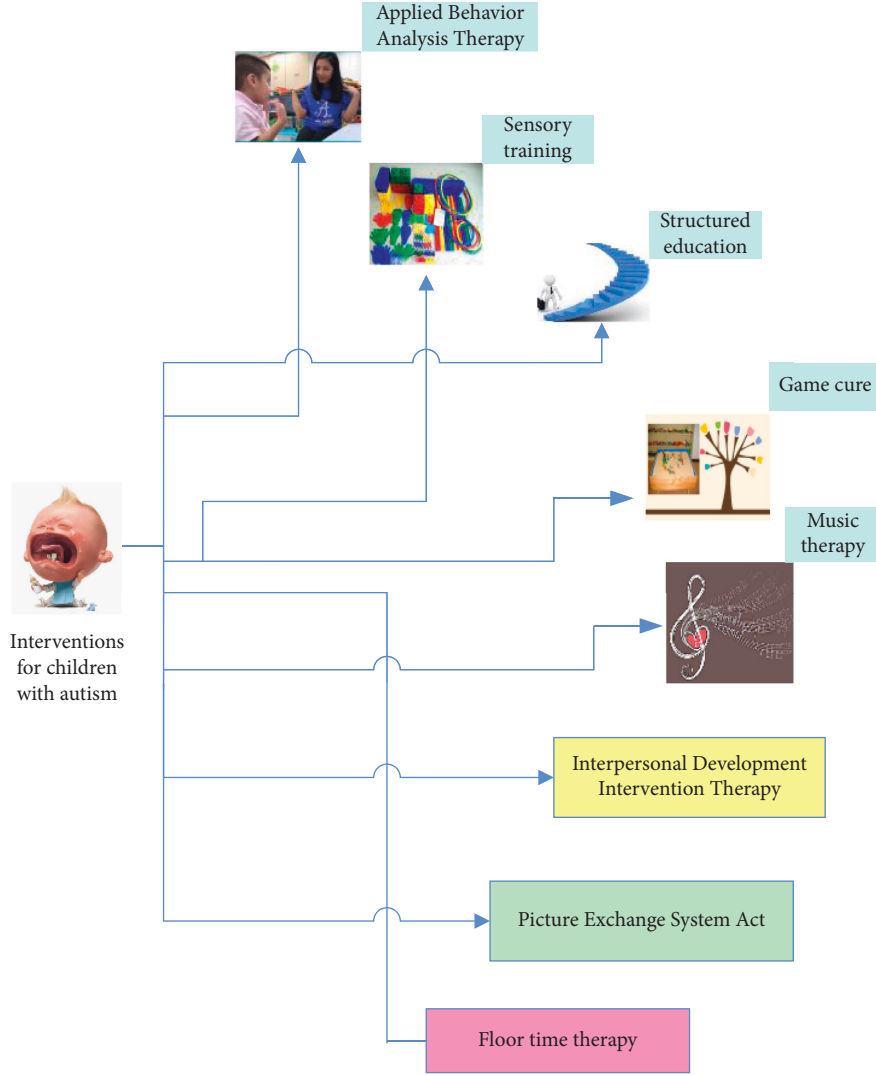 Applied Behavior
Analysis Therapy
Sensory
training
Structured
education
Game cure
Music
therapy
Interventions
for children
with autism
Interpersonal Development
Intervention Therapy
Picture Exchange System Act
Floor time therapy